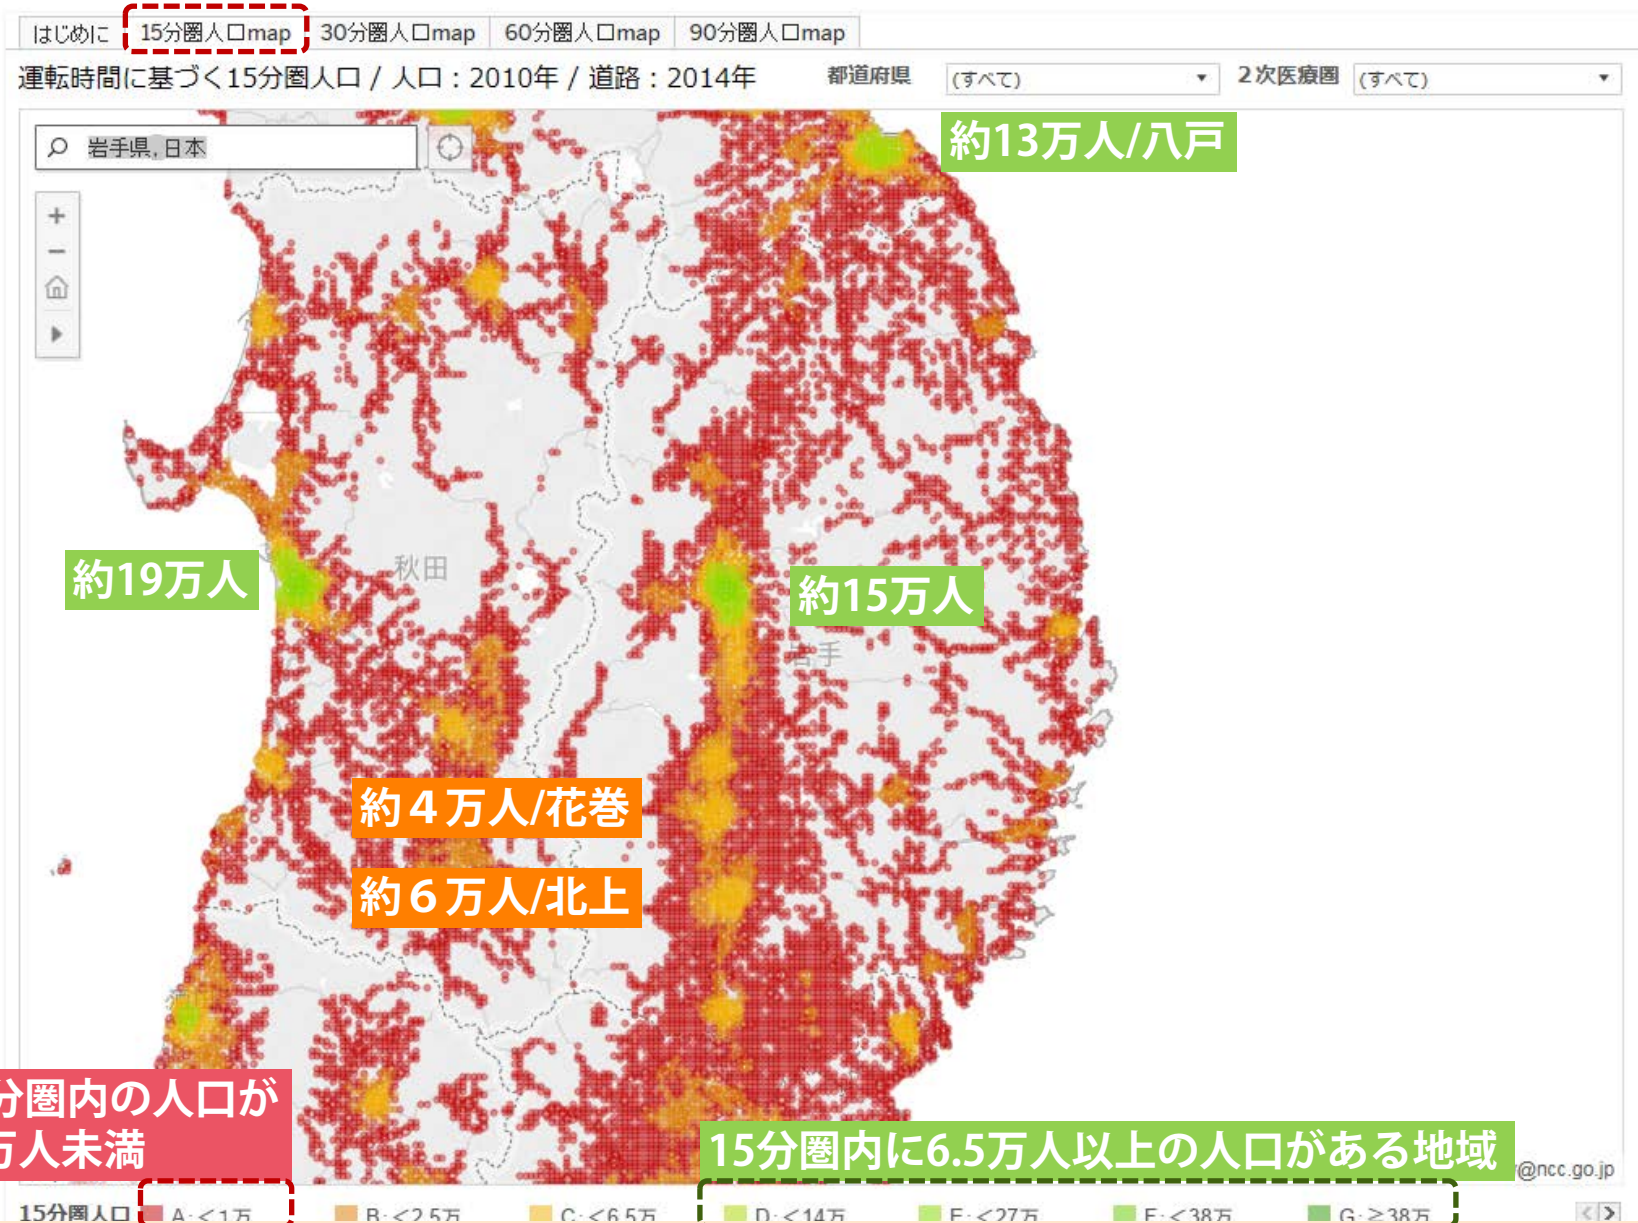 はじめに 15分圏人口map 30分圏人口map 60分圏人口map 90分圏人口map
運転時間に基づく15分圏人口 / 人口：2010年 / 道路：2014年 都道府県 (すべて) 2次医療圏 (すべて)
岩手県, 日本
約13万人/八戸
秋田
約19万人
約15万人
岩手
約４万人/花巻
約６万人/北上
分圏内の人口が
万人未満
15分圏内に6.5万人以上の人口がある地域
@ncc.go.jp
15分圏人口 A:＜1万 B:＜2.5万 C:＜6.5万 D:＜14万 E:＜27万 F:＜38万 G:≧38万